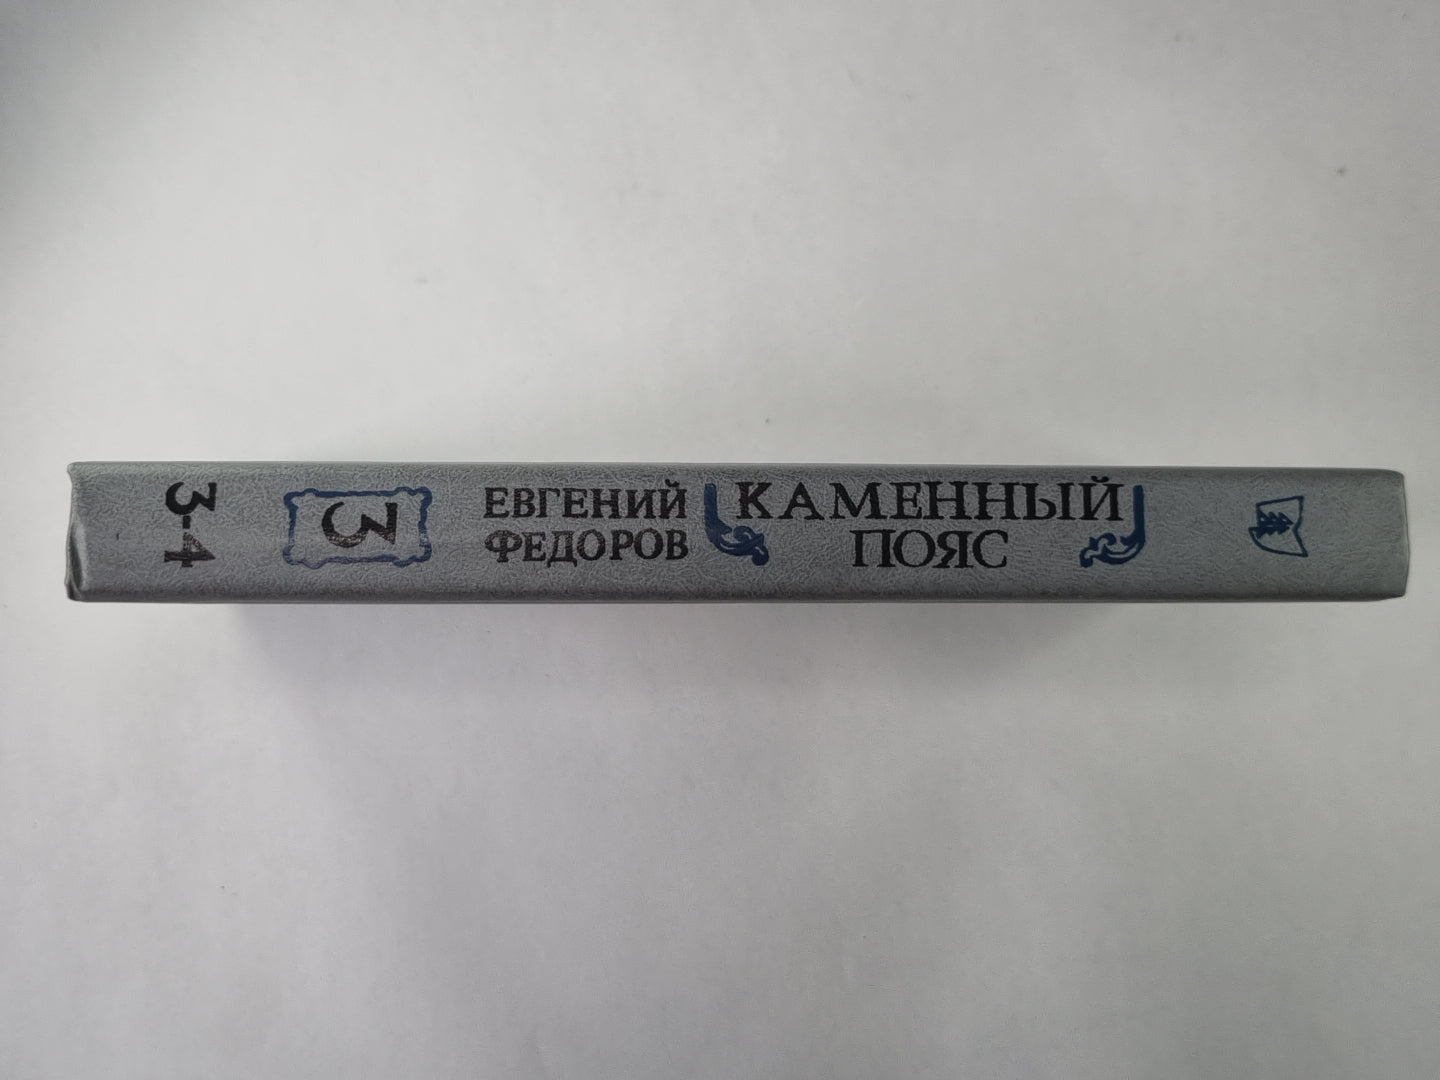 3-4
3
ЕВГЕНИЙ
ФЕДОРОВ
КАМЕННЫЙ
ПОЯС